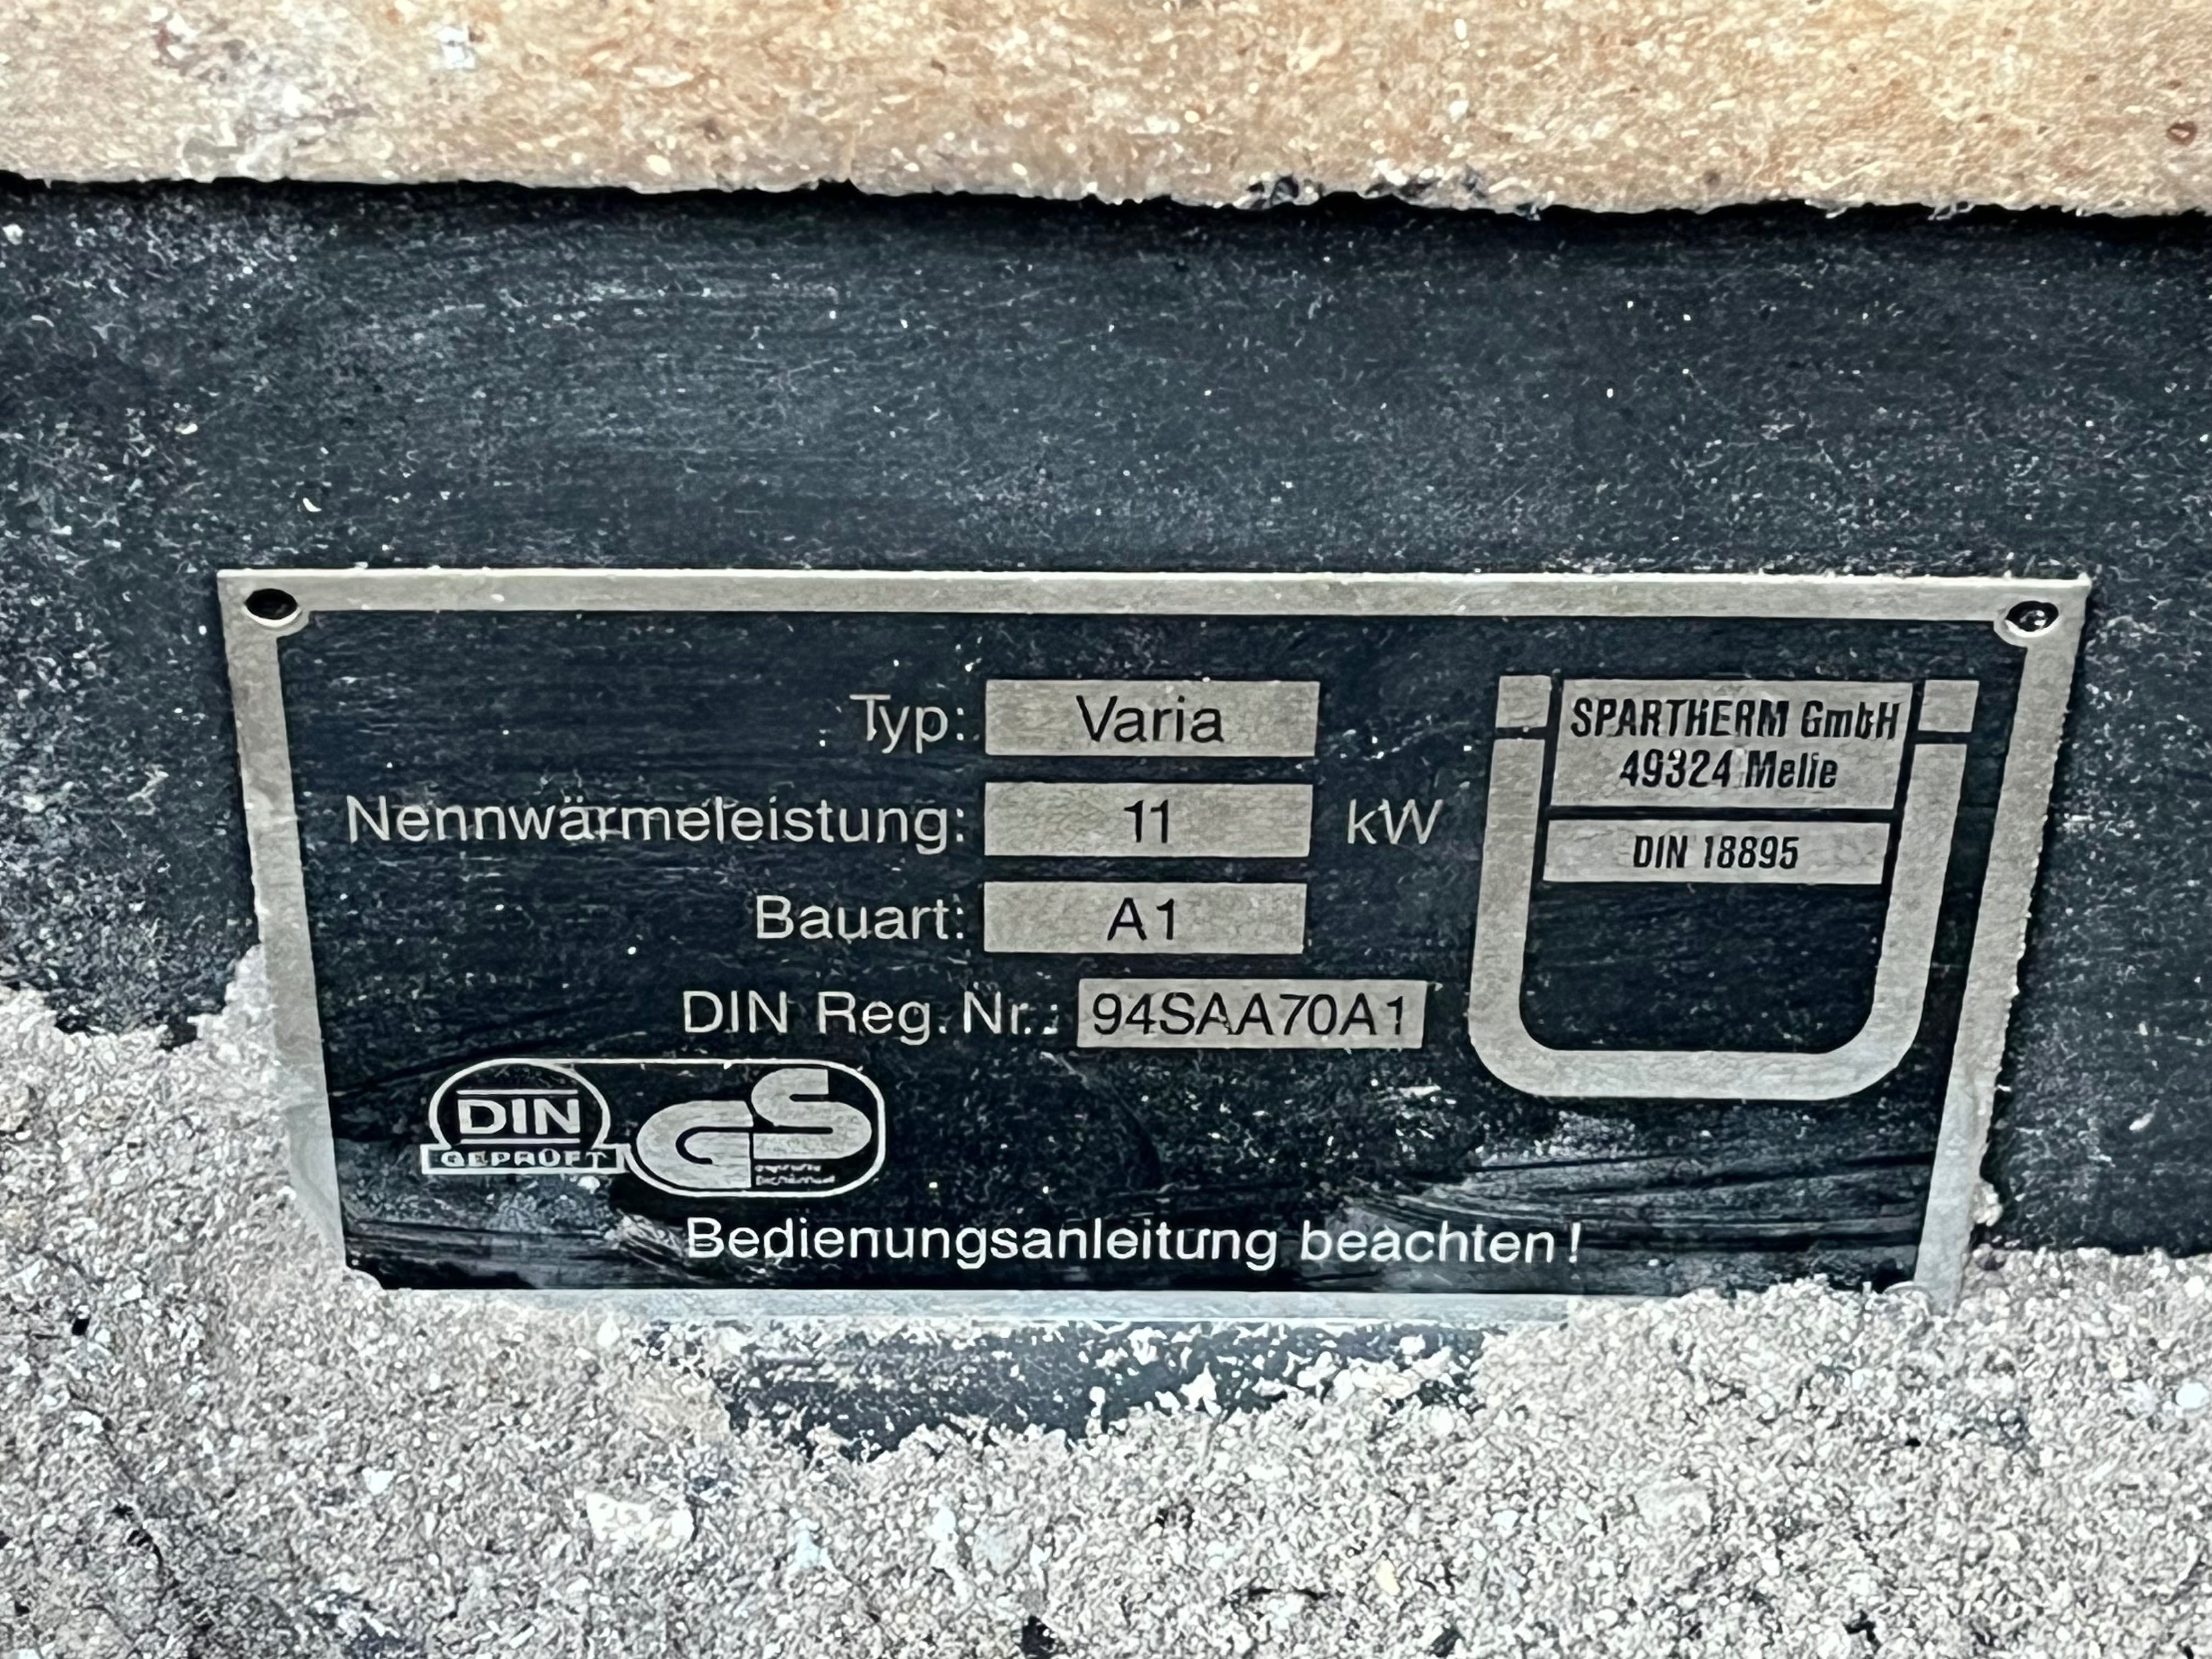 Typ: Varia
Nennwärmeleistung: 11 kW
Bauart: A1
DIN Reg. Nr.: 94SAA70A1
SPARTHERM GmbH
49324 Melle
DIN 18895
DIN
GEPRÜFT
GS
Bedienungsanleitung beachten!